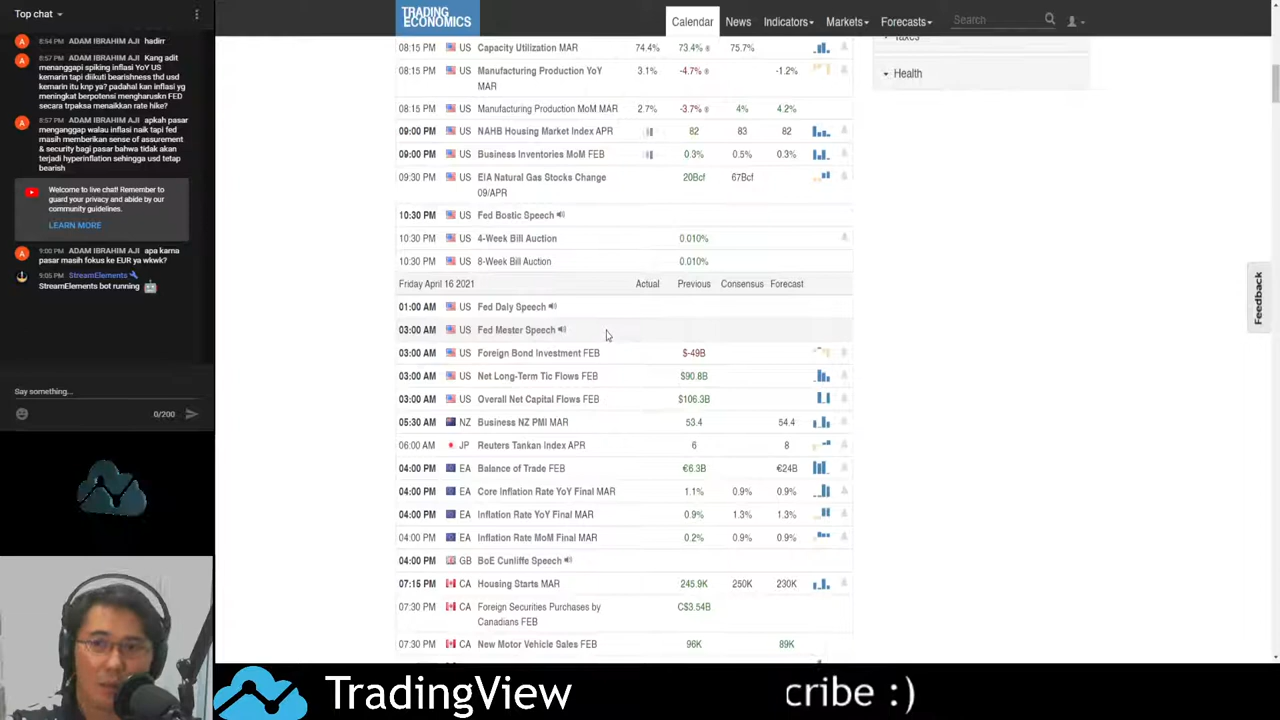 Top chat
8:54 PM ADAM IBRAHIM AJI hadirr
8:57 PM ADAM IBRAHIM AJI Kang adit
menanggapi spiking inflasi YoY US
kemarin tapi diikuti bearishness thd usd
kemarin itu knp ya? padahal kan inflasi yg
meningkat berpotensi mengharuskn FED
secara trpaksa menaikkan rate hike?
8:57 PM ADAM IBRAHIM AJI apkah pasar
menganggap walau inflasi naik tapi fed
masih memberikan sense of assurement
& security bagi pasar bahwa tidak akan
terjadi hyperinflation sehingga usd tetap
bearish
Welcome to live chat! Remember to
guard your privacy and abide by our
community guidelines.
LEARN MORE
9:00 PM ADAM IBRAHIM AJI apa karna
pasar masih fokus ke EUR ya wkwk?
9:05 PM StreamElements
StreamElements bot running
Say something...
0/200
TRADING
ECONOMICS
Calendar News Indicators Markets Forecasts Search
08:15 PM US Capacity Utilization MAR 74.4% 73.4% ® 75.7%
08:15 PM US Manufacturing Production YoY 3.1% -4.7% ® -1.2%
MAR
08:15 PM US Manufacturing Production MoM MAR 2.7% -3.7% ® 4% 4.2%
09:00 PM US NAHB Housing Market Index APR 82 83 82
09:00 PM US Business Inventories MoM FEB 0.3% 0.5% 0.3%
09:30 PM US EIA Natural Gas Stocks Change 20Bcf 67Bcf
09/APR
10:30 PM US Fed Bostic Speech
10:30 PM US 4-Week Bill Auction 0.010%
10:30 PM US 8-Week Bill Auction 0.010%
Friday April 16 2021 Actual Previous Consensus Forecast
01:00 AM US Fed Daly Speech
03:00 AM US Fed Mester Speech
03:00 AM US Foreign Bond Investment FEB $-49B
03:00 AM US Net Long-Term Tic Flows FEB $90.8B
03:00 AM US Overall Net Capital Flows FEB $106.3B
05:30 AM NZ Business NZ PMI MAR 53.4 54.4
06:00 AM JP Reuters Tankan Index APR 6 8
04:00 PM EA Balance of Trade FEB €6.3B €24B
04:00 PM EA Core Inflation Rate YoY Final MAR 1.1% 0.9% 0.9%
04:00 PM EA Inflation Rate YoY Final MAR 0.9% 1.3% 1.3%
04:00 PM EA Inflation Rate MoM Final MAR 0.2% 0.9% 0.9%
04:00 PM GB BoE Cunliffe Speech
07:15 PM CA Housing Starts MAR 245.9K 250K 230K
07:30 PM CA Foreign Securities Purchases by C$3.54B
Canadians FEB
07:30 PM CA New Motor Vehicle Sales FEB 96K 89K
Taxes
Health
Feedback
TradingView
cribe :)